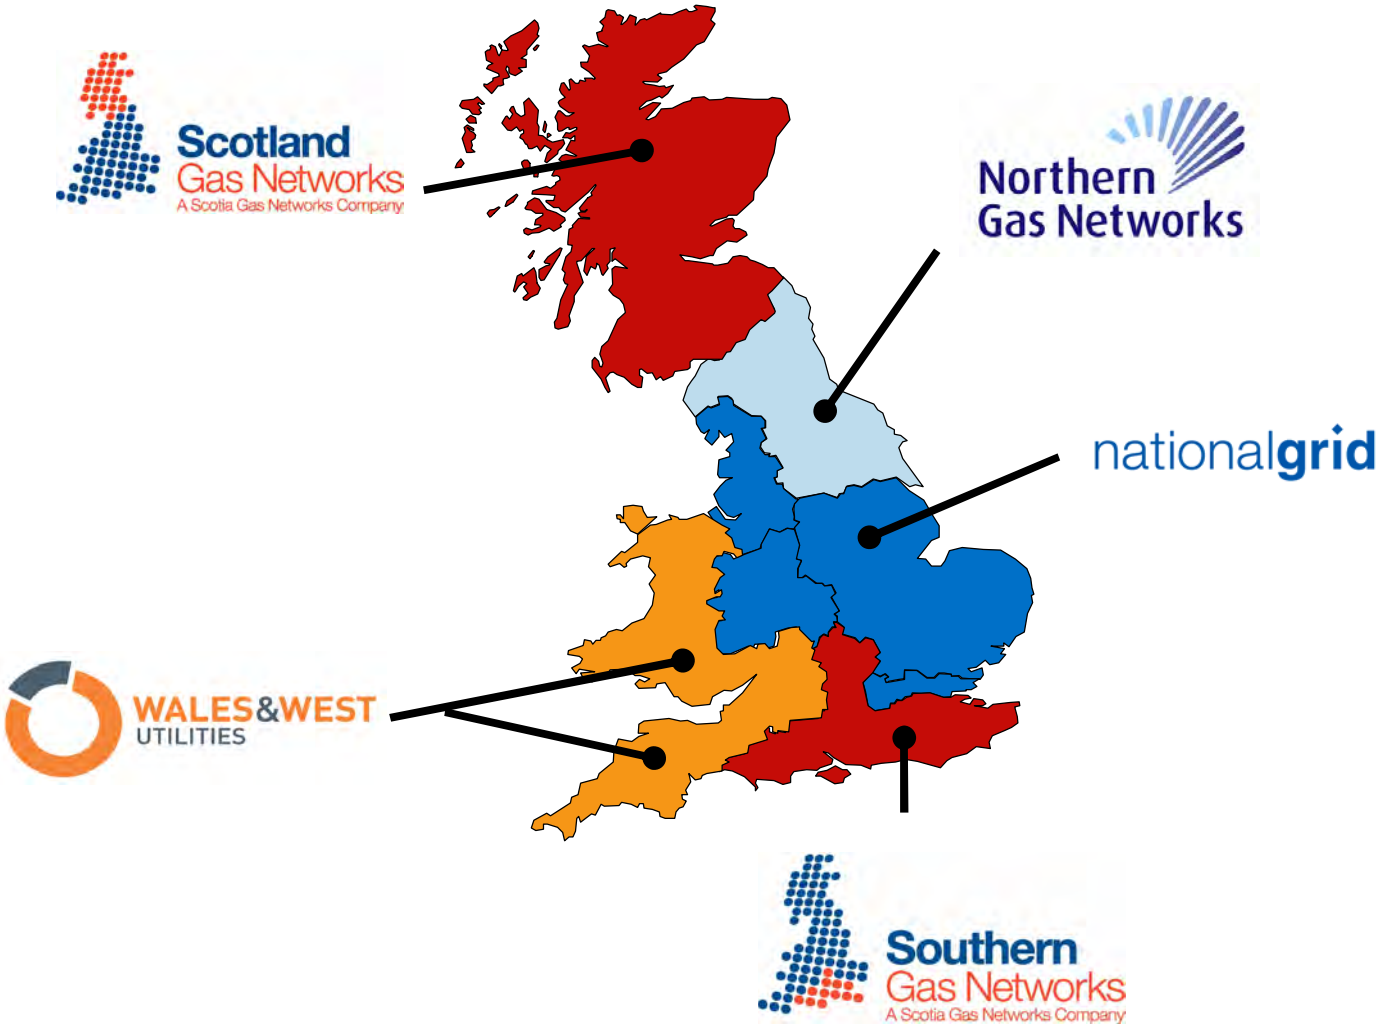 Scotland
Gas Networks
A Scotia Gas Networks Company
Northern
Gas Networks
nationalgrid
WALES&WEST
UTILITIES
Southern
Gas Networks
A Scotia Gas Networks Company